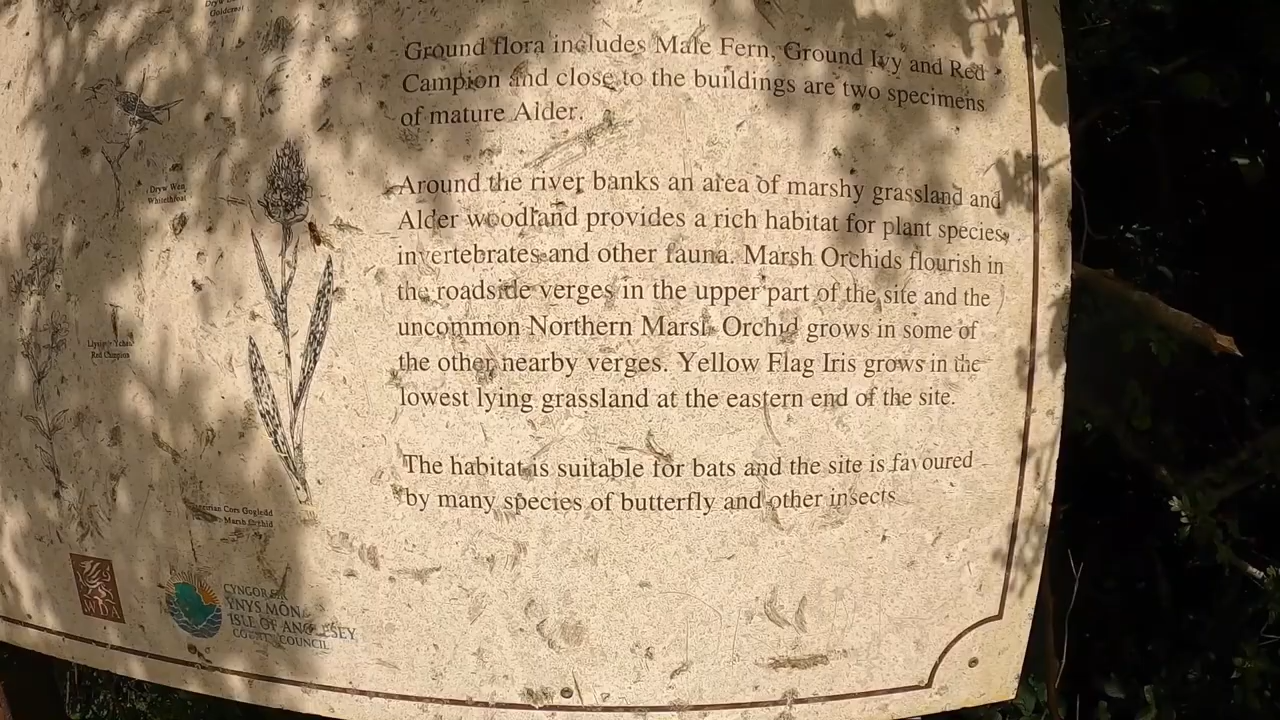 Goldcrest
Ground flora includes Male Fern, Ground Ivy and Red
Campion and close to the buildings are two specimens
of mature Alder.
Dryw Wen
Whitethroat
Around the river banks an area of marshy grassland and
Alder woodland provides a rich habitat for plant species,
invertebrates and other fauna. Marsh Orchids flourish in
the roadside verges in the upper part of the site and the
uncommon Northern Marsh Orchid grows in some of
the other nearby verges. Yellow Flag Iris grows in the
lowest lying grassland at the eastern end of the site.
Red Campion
The habitat is suitable for bats and the site is favoured
by many species of butterfly and other insects
Cors Gogledd
Marsh Orchid
WDA
CYNGOR SIR
YNYS MÔN
ISLE OF ANGLESEY
COUNTY COUNCIL